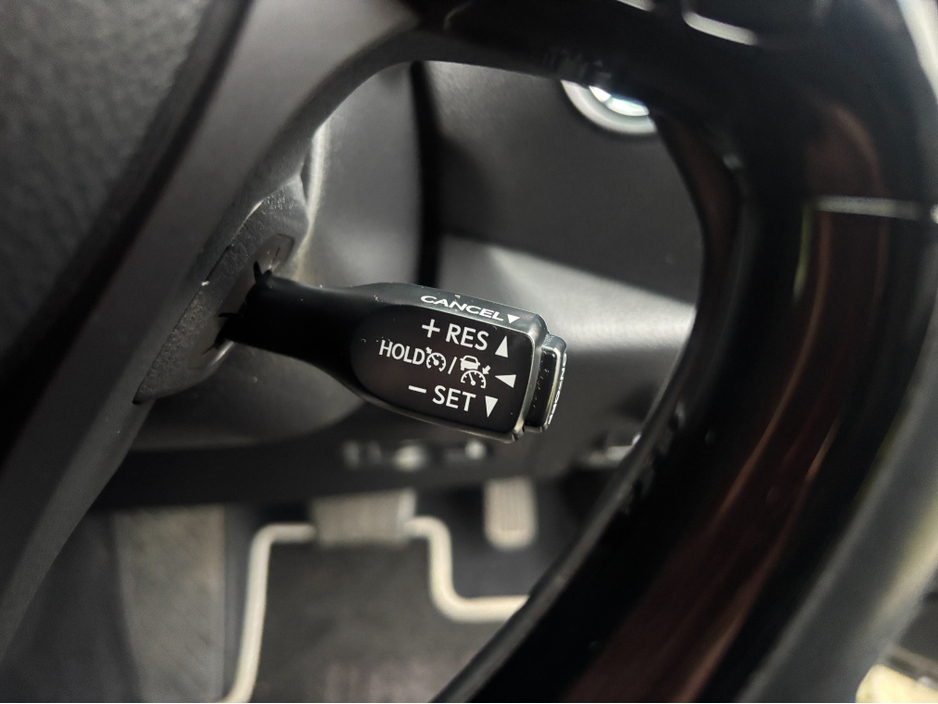 CANCEL▼
+ RES ▲
HOLD / ◀
− SET ▼